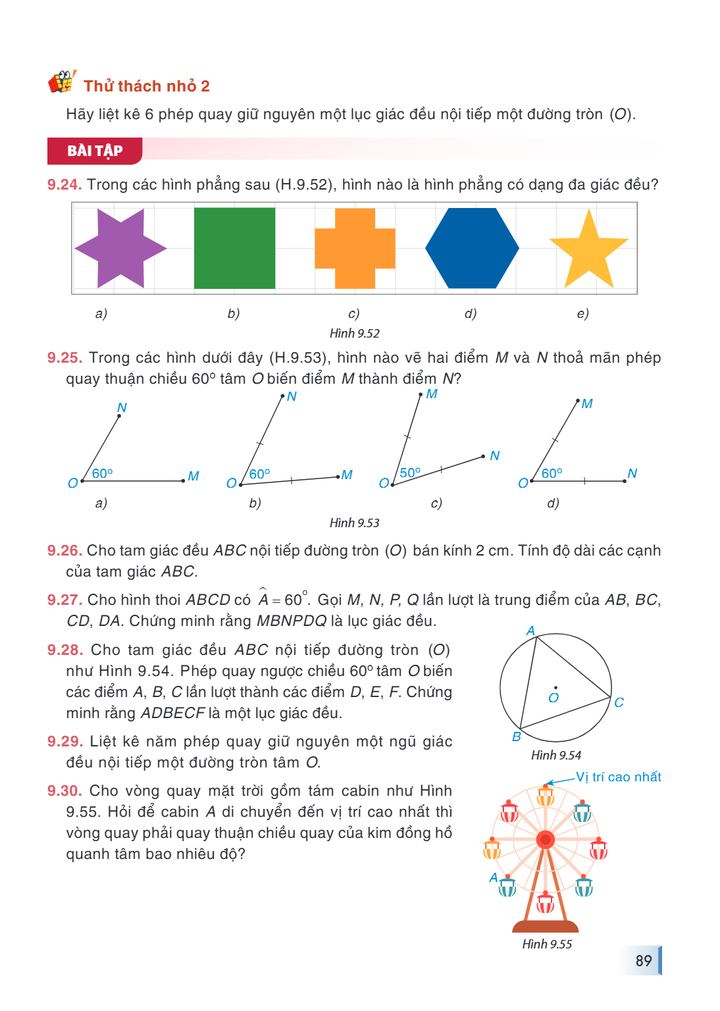 Thử thách nhỏ 2
Hãy liệt kê 6 phép quay giữ nguyên một lục giác đều nội tiếp một đường tròn (O).
BÀI TẬP
9.24. Trong các hình phẳng sau (H.9.52), hình nào là hình phẳng có dạng đa giác đều?
a) b) c) d) e)
Hình 9.52
9.25. Trong các hình dưới đây (H.9.53), hình nào vẽ hai điểm M và N thoả mãn phép
quay thuận chiều 60º tâm O biến điểm M thành điểm N?
N N M M
O 60º M O 60º M O 50º N O 60º N
a) b) c) d)
Hình 9.53
9.26. Cho tam giác đều ABC nội tiếp đường tròn (O) bán kính 2 cm. Tính độ dài các cạnh
của tam giác ABC.
9.27. Cho hình thoi ABCD có Â = 60º. Gọi M, N, P, Q lần lượt là trung điểm của AB, BC,
CD, DA. Chứng minh rằng MBNPDQ là lục giác đều.
9.28. Cho tam giác đều ABC nội tiếp đường tròn (O)
như Hình 9.54. Phép quay ngược chiều 60º tâm O biến
các điểm A, B, C lần lượt thành các điểm D, E, F. Chứng
minh rằng ADBECF là một lục giác đều.
A
O
C
B
Hình 9.54
9.29. Liệt kê năm phép quay giữ nguyên một ngũ giác
đều nội tiếp một đường tròn tâm O.
9.30. Cho vòng quay mặt trời gồm tám cabin như Hình
9.55. Hỏi để cabin A di chuyển đến vị trí cao nhất thì
vòng quay phải quay thuận chiều quay của kim đồng hồ
quanh tâm bao nhiêu độ?
Vị trí cao nhất
A
Hình 9.55
89